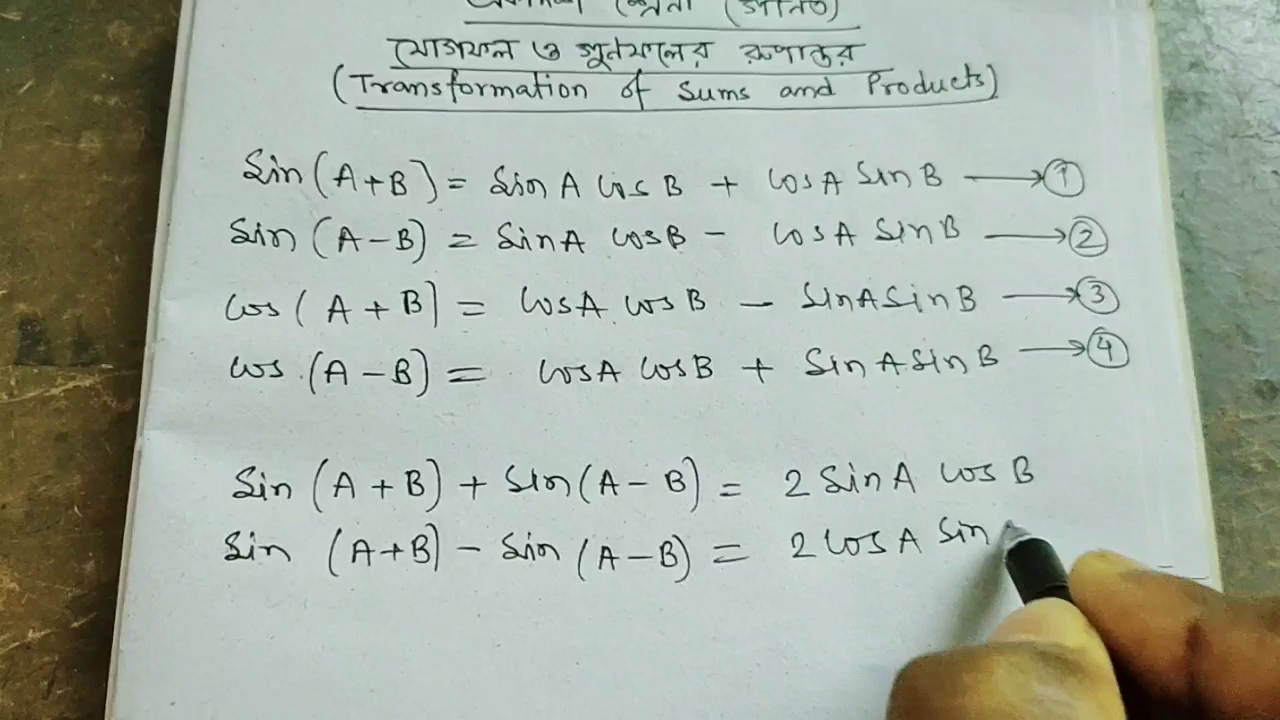 (গনিত)
যোগফল ও গুনফলের রূপান্তর
(Transformation of Sums and Products)
Sin (A+B) = Sin A Cos B + Cos A Sin B ⟶ ①
Sin (A-B) = Sin A Cos B - Cos A Sin B ⟶ ②
Cos (A + B) = Cos A. Cos B - Sin A Sin B ⟶ ③
Cos .(A - B) = Cos A Cos B + Sin A Sin B ⟶ ④
Sin (A + B) + Sin (A - B) = 2 Sin A Cos B
Sin (A+B) - Sin (A - B) = 2 Cos A Sin